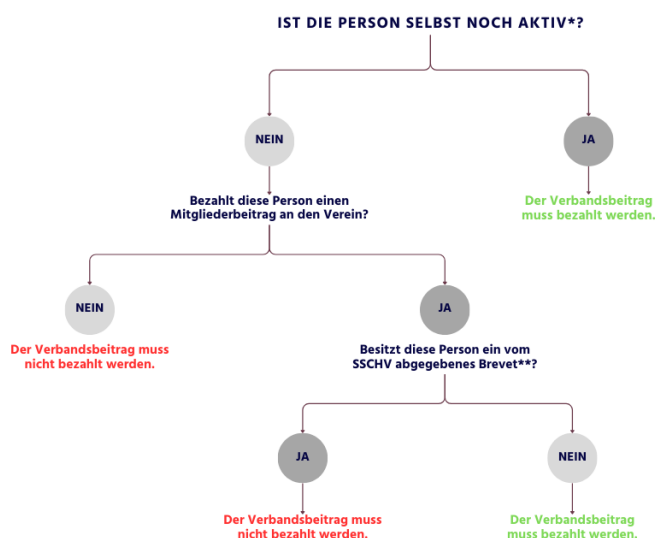 IST DIE PERSON SELBST NOCH AKTIV*?
NEIN
JA
Bezahlt diese Person einen
Mitgliederbeitrag an den Verein?
Der Verbandsbeitrag
muss bezahlt werden.
NEIN
JA
Der Verbandsbeitrag muss
nicht bezahlt werden.
Besitzt diese Person ein vom
SSCHV abgegebenes Brevet**?
JA
NEIN
Der Verbandsbeitrag muss
nicht bezahlt werden.
Der Verbandsbeitrag
muss bezahlt werden.